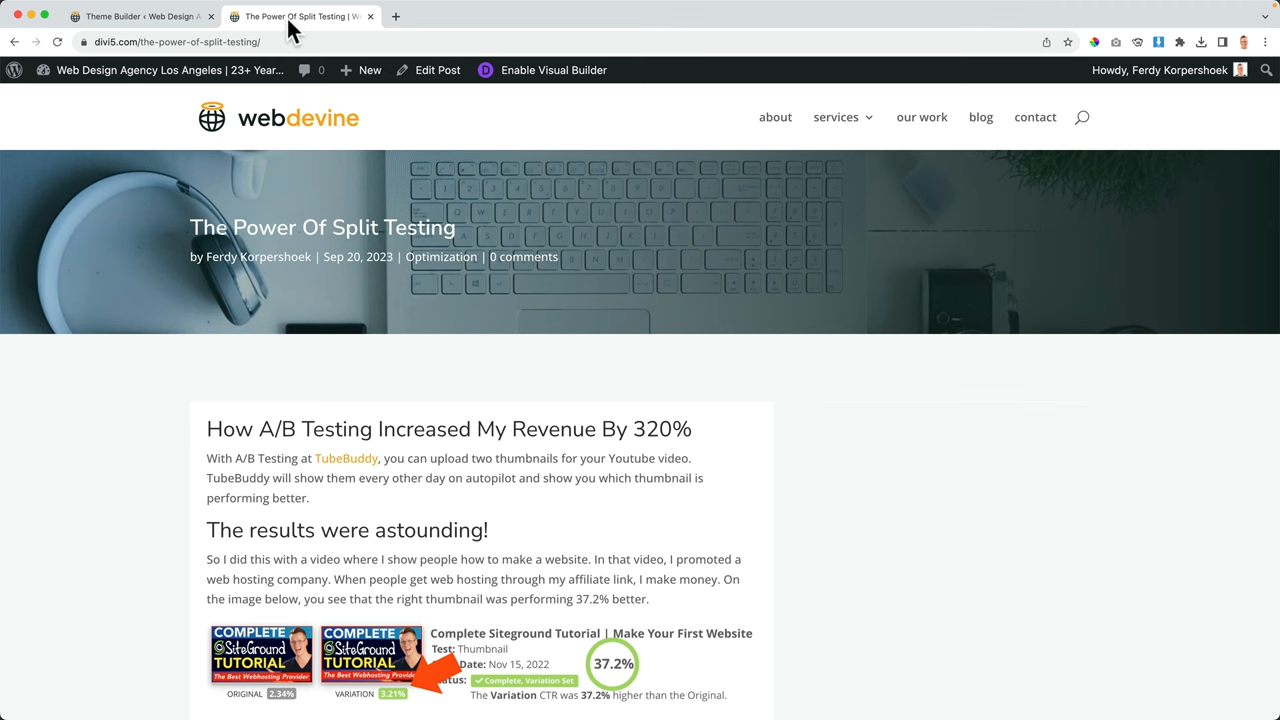 Theme Builder ‹ Web Design A
The Power Of Split Testing | W
divi5.com/the-power-of-split-testing/
Web Design Agency Los Angeles | 23+ Year...
0
New
Edit Post
D
Enable Visual Builder
Howdy, Ferdy Korpershoek
webdevine
about
services
our work
blog
contact
The Power Of Split Testing
by Ferdy Korpershoek | Sep 20, 2023 | Optimization | 0 comments
How A/B Testing Increased My Revenue By 320%
With A/B Testing at TubeBuddy, you can upload two thumbnails for your Youtube video.
TubeBuddy will show them every other day on autopilot and show you which thumbnail is
performing better.
The results were astounding!
So I did this with a video where I show people how to make a website. In that video, I promoted a
web hosting company. When people get web hosting through my affiliate link, I make money. On
the image below, you see that the right thumbnail was performing 37.2% better.
COMPLETE
SiteGround
TUTORIAL
The Best Webhosting Provider
ORIGINAL 2.34%
COMPLETE
SiteGround
TUTORIAL
The Best Webhosting Provider
VARIATION 3.21%
Complete Siteground Tutorial | Make Your First Website
Test: Thumbnail
Date: Nov 15, 2022
Complete, Variation Set
37.2%
The Variation CTR was 37.2% higher than the Original.